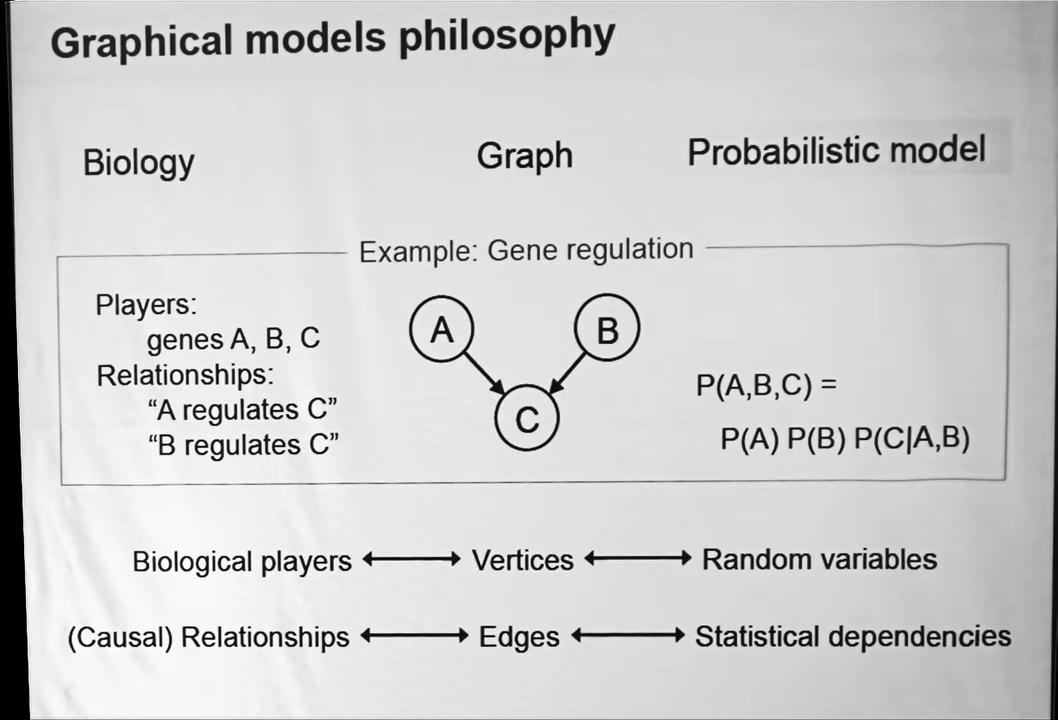 Graphical models philosophy
Biology
Graph
Probabilistic model
Example: Gene regulation
Players:
genes A, B, C
Relationships:
“A regulates C”
“B regulates C”
A
B
C
P(A,B,C) =
P(A) P(B) P(C|A,B)
Biological players Vertices Random variables
(Causal) Relationships Edges Statistical dependencies